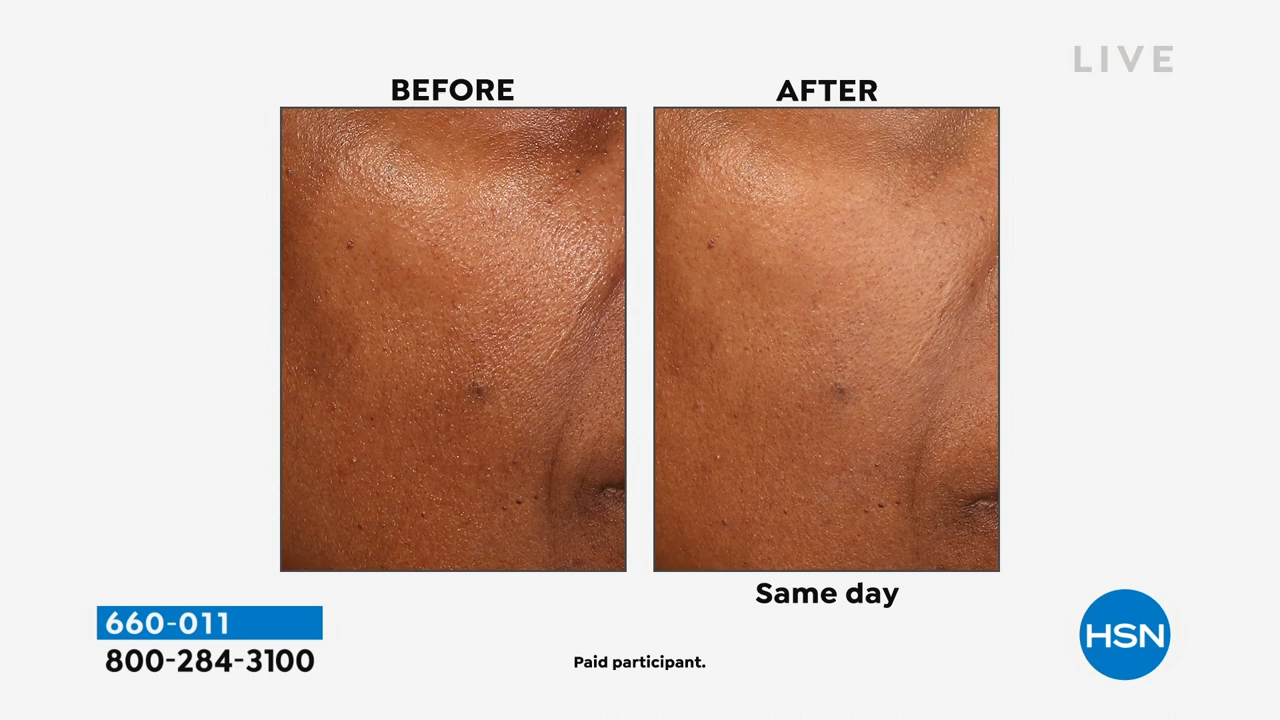 LIVE
BEFORE
AFTER
Same day
660-011
800-284-3100
Paid participant.
HSN